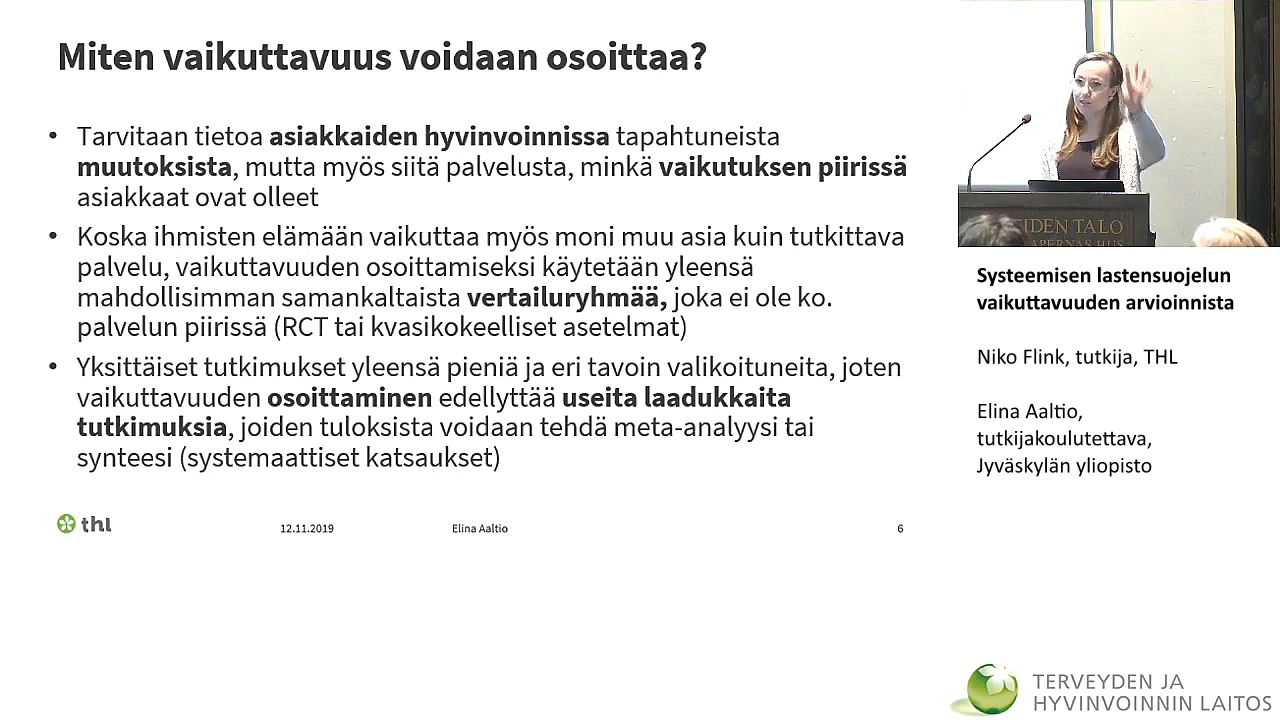 Miten vaikuttavuus voidaan osoittaa?
• Tarvitaan tietoa asiakkaiden hyvinvoinnissa tapahtuneista
muutoksista, mutta myös siitä palvelusta, minkä vaikutuksen piirissä
asiakkaat ovat olleet
• Koska ihmisten elämään vaikuttaa myös moni muu asia kuin tutkittava
palvelu, vaikuttavuuden osoittamiseksi käytetään yleensä
mahdollisimman samankaltaista vertailuryhmää, joka ei ole ko.
palvelun piirissä (RCT tai kvasikokeelliset asetelmat)
• Yksittäiset tutkimukset yleensä pieniä ja eri tavoin valikoituneita, joten
vaikuttavuuden osoittaminen edellyttää useita laadukkaita
tutkimuksia, joiden tuloksista voidaan tehdä meta-analyysi tai
synteesi (systemaattiset katsaukset)
thl
12.11.2019
Elina Aaltio
6
IDEN TALO
APERNAS HUS
Systeemisen lastensuojelun
vaikuttavuuden arvioinnista
Niko Flink, tutkija, THL
Elina Aaltio,
tutkijakoulutettava,
Jyväskylän yliopisto
TERVEYDEN JA
HYVINVOINNIN LAITOS